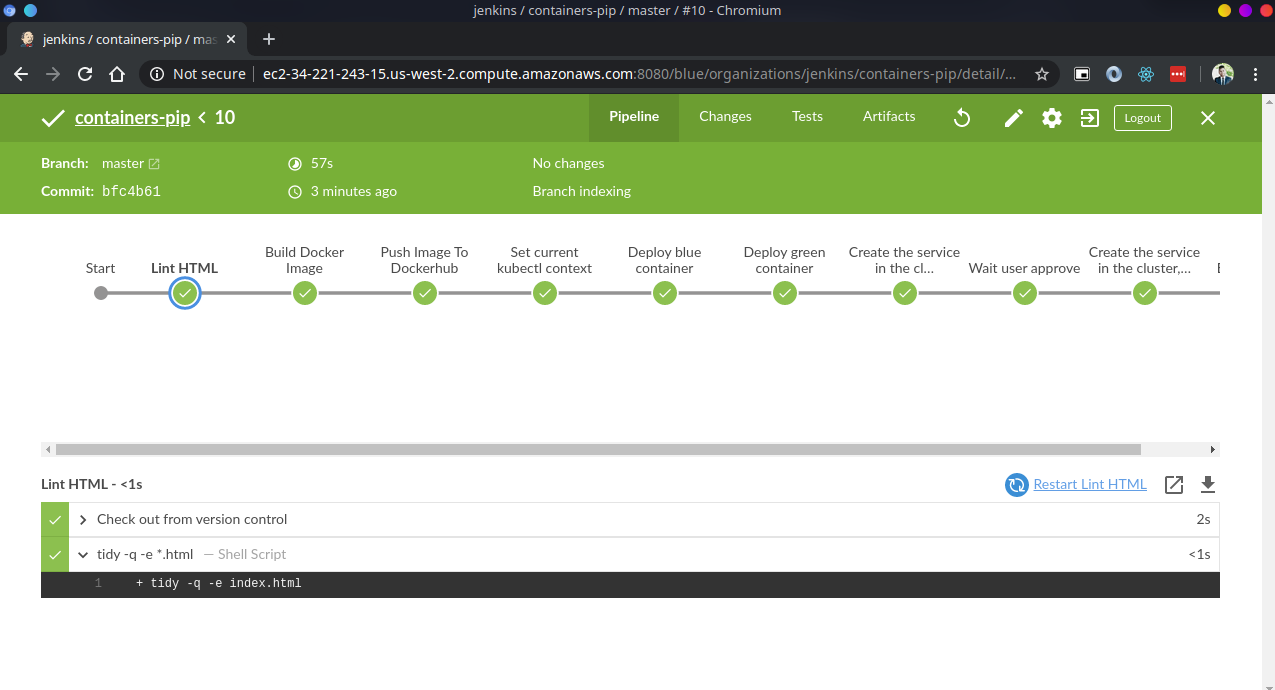 jenkins / containers-pip / master / #10 - Chromium
jenkins / containers-pip / mas
Not secure
ec2-34-221-243-15.us-west-2.compute.amazonaws.com:8080/blue/organizations/jenkins/containers-pip/detail/...
containers-pip < 10
Pipeline
Changes
Tests
Artifacts
Logout
Branch: master
57s
No changes
Commit: bfc4b61
3 minutes ago
Branch indexing
Start
Lint HTML
Build Docker
Image
Push Image To
Dockerhub
Set current
kubectl context
Deploy blue
container
Deploy green
container
Create the service
in the cl...
Wait user approve
Create the service
in the cluster,...
Lint HTML - <1s
Restart Lint HTML
Check out from version control
2s
tidy -q -e *.html — Shell Script
<1s
1 + tidy -q -e index.html